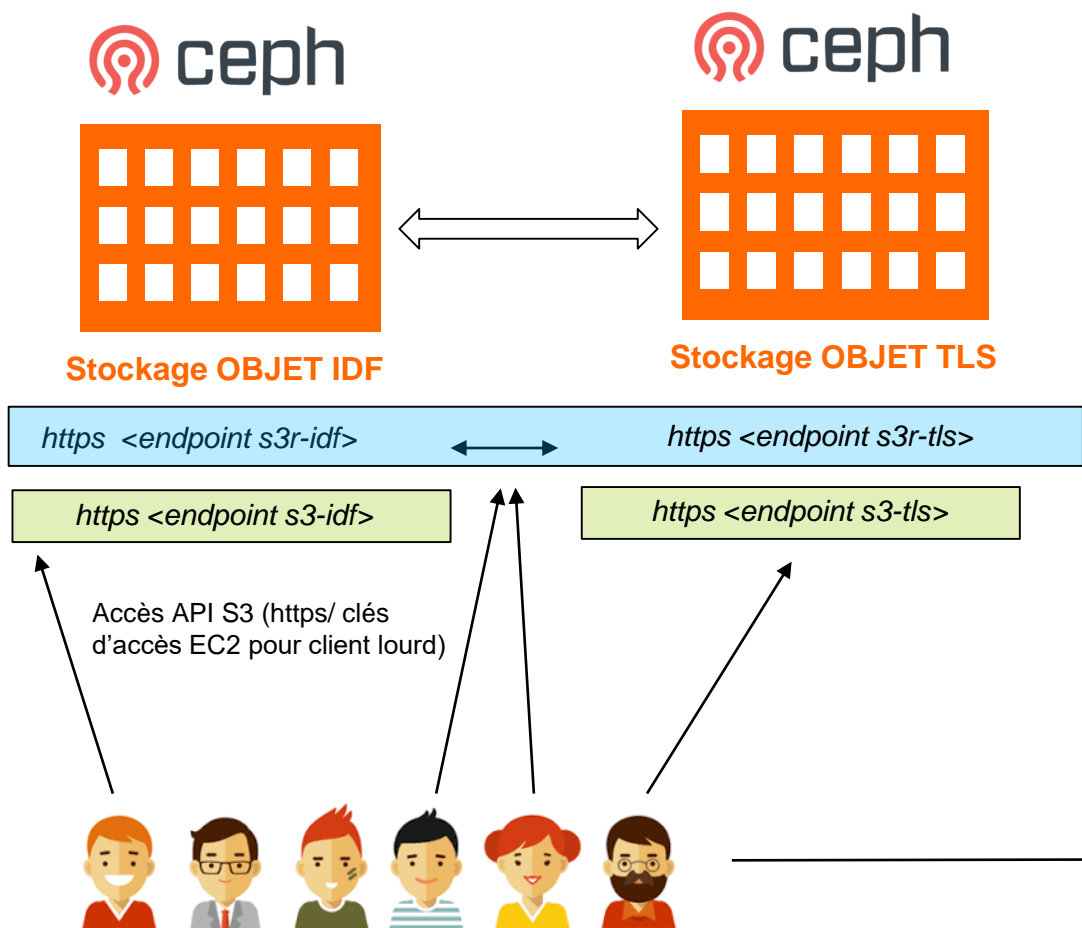 ceph
ceph
Stockage OBJET IDF
Stockage OBJET TLS
https <endpoint s3r-idf>
https <endpoint s3r-tls>
https <endpoint s3-idf>
https <endpoint s3-tls>
Accès API S3 (https/ clés
d’accès EC2 pour client lourd)